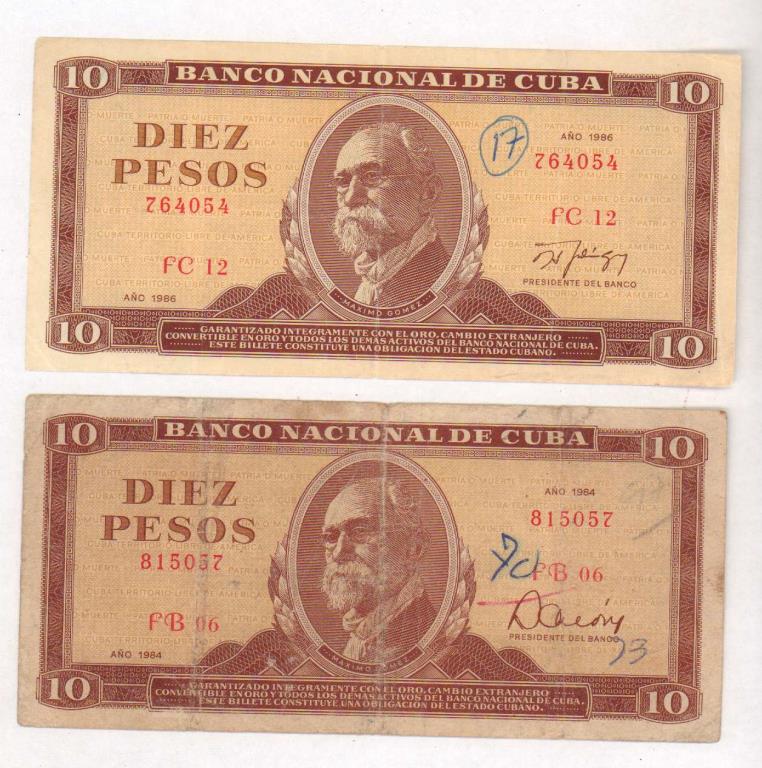 10 BANCO NACIONAL DE CUBA 10
DIEZ
PESOS
764054
FC 12
AÑO 1986
17
AÑO 1986
764054
FC 12
PRESIDENTE DEL BANCO
MAXIMO GOMEZ
10 10
GARANTIZADO INTEGRAMENTE CON EL ORO, CAMBIO EXTRANJERO
CONVERTIBLE EN ORO Y TODOS LOS DEMAS ACTIVOS DEL BANCO NACIONAL DE CUBA.
ESTE BILLETE CONSTITUYE UNA OBLIGACION DEL ESTADO CUBANO.
10 BANCO NACIONAL DE CUBA 10
DIEZ
PESOS
815057
FB 06
AÑO 1984
AÑO 1984
815057
FB 06
PRESIDENTE DEL BANCO
MAXIMO GOMEZ
10 10
GARANTIZADO INTEGRAMENTE CON EL ORO, CAMBIO EXTRANJERO
CONVERTIBLE EN ORO Y TODOS LOS DEMAS ACTIVOS DEL BANCO NACIONAL DE CUBA.
ESTE BILLETE CONSTITUYE UNA OBLIGACION DEL ESTADO CUBANO.